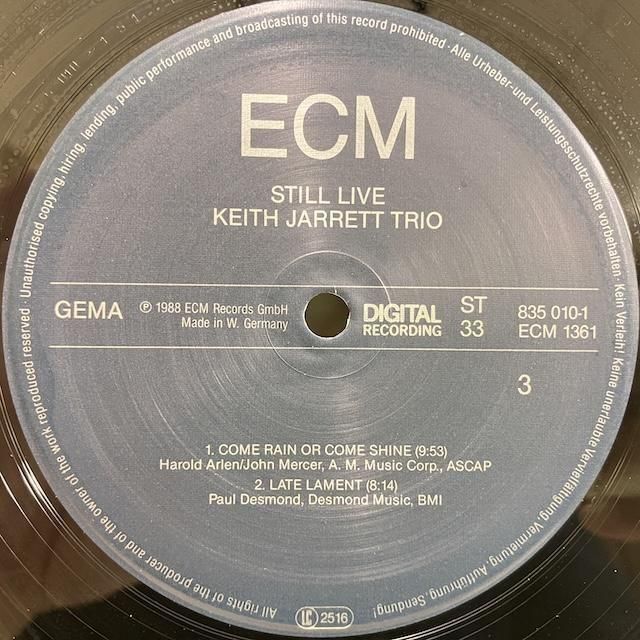 ECM
STILL LIVE
KEITH JARRETT TRIO
GEMA
℗ 1988 ECM Records GmbH
Made in W. Germany
DIGITAL
RECORDING
ST
33
835 010-1
ECM 1361
3
1. COME RAIN OR COME SHINE (9:53)
Harold Arlen/John Mercer, A. M. Music Corp., ASCAP
2. LATE LAMENT (8:14)
Paul Desmond, Desmond Music, BMI
All rights of the producer and of the owner of the work reproduced reserved · Unauthorised copying, hiring, lending, public performance and broadcasting of this record prohibited · Alle Urheber- und Leistungsschutzrechte vorbehalten · Kein Verleih! Keine unerlaubte Vervielfältigung, Vermietung, Aufführung, Sendung!
LC 2516